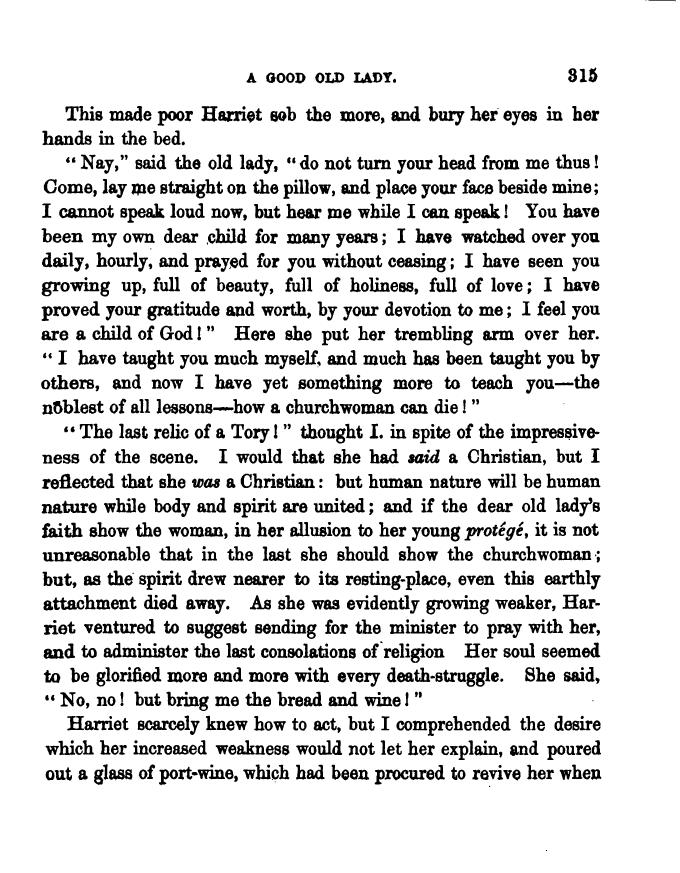 A GOOD OLD LADY. 315
This made poor Harriet sob the more, and bury her eyes in her
hands in the bed.
“ Nay,” said the old lady, “ do not turn your head from me thus !
Come, lay me straight on the pillow, and place your face beside mine;
I cannot speak loud now, but hear me while I can speak ! You have
been my own dear child for many years ; I have watched over you
daily, hourly, and prayed for you without ceasing ; I have seen you
growing up, full of beauty, full of holiness, full of love ; I have
proved your gratitude and worth, by your devotion to me ; I feel you
are a child of God ! ” Here she put her trembling arm over her.
“ I have taught you much myself, and much has been taught you by
others, and now I have yet something more to teach you—the
noblest of all lessons—how a churchwoman can die ! ”
“ The last relic of a Tory ! ” thought I. in spite of the impressive-
ness of the scene. I would that she had said a Christian, but I
reflected that she was a Christian : but human nature will be human
nature while body and spirit are united ; and if the dear old lady’s
faith show the woman, in her allusion to her young protégé, it is not
unreasonable that in the last she should show the churchwoman ;
but, as the spirit drew nearer to its resting-place, even this earthly
attachment died away. As she was evidently growing weaker, Har-
riet ventured to suggest sending for the minister to pray with her,
and to administer the last consolations of religion Her soul seemed
to be glorified more and more with every death-struggle. She said,
“ No, no ! but bring me the bread and wine ! ”
Harriet scarcely knew how to act, but I comprehended the desire
which her increased weakness would not let her explain, and poured
out a glass of port-wine, which had been procured to revive her when